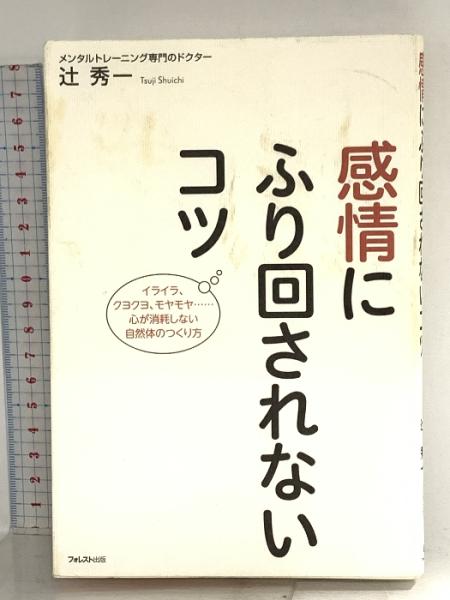 メンタルトレーニング専門のドクター
辻 秀一 Tsuji Shuichi
感情に
ふり回されない
コツ
イライラ、
クヨクヨ、モヤモヤ……
心が消耗しない
自然体のつくり方
フォレスト出版